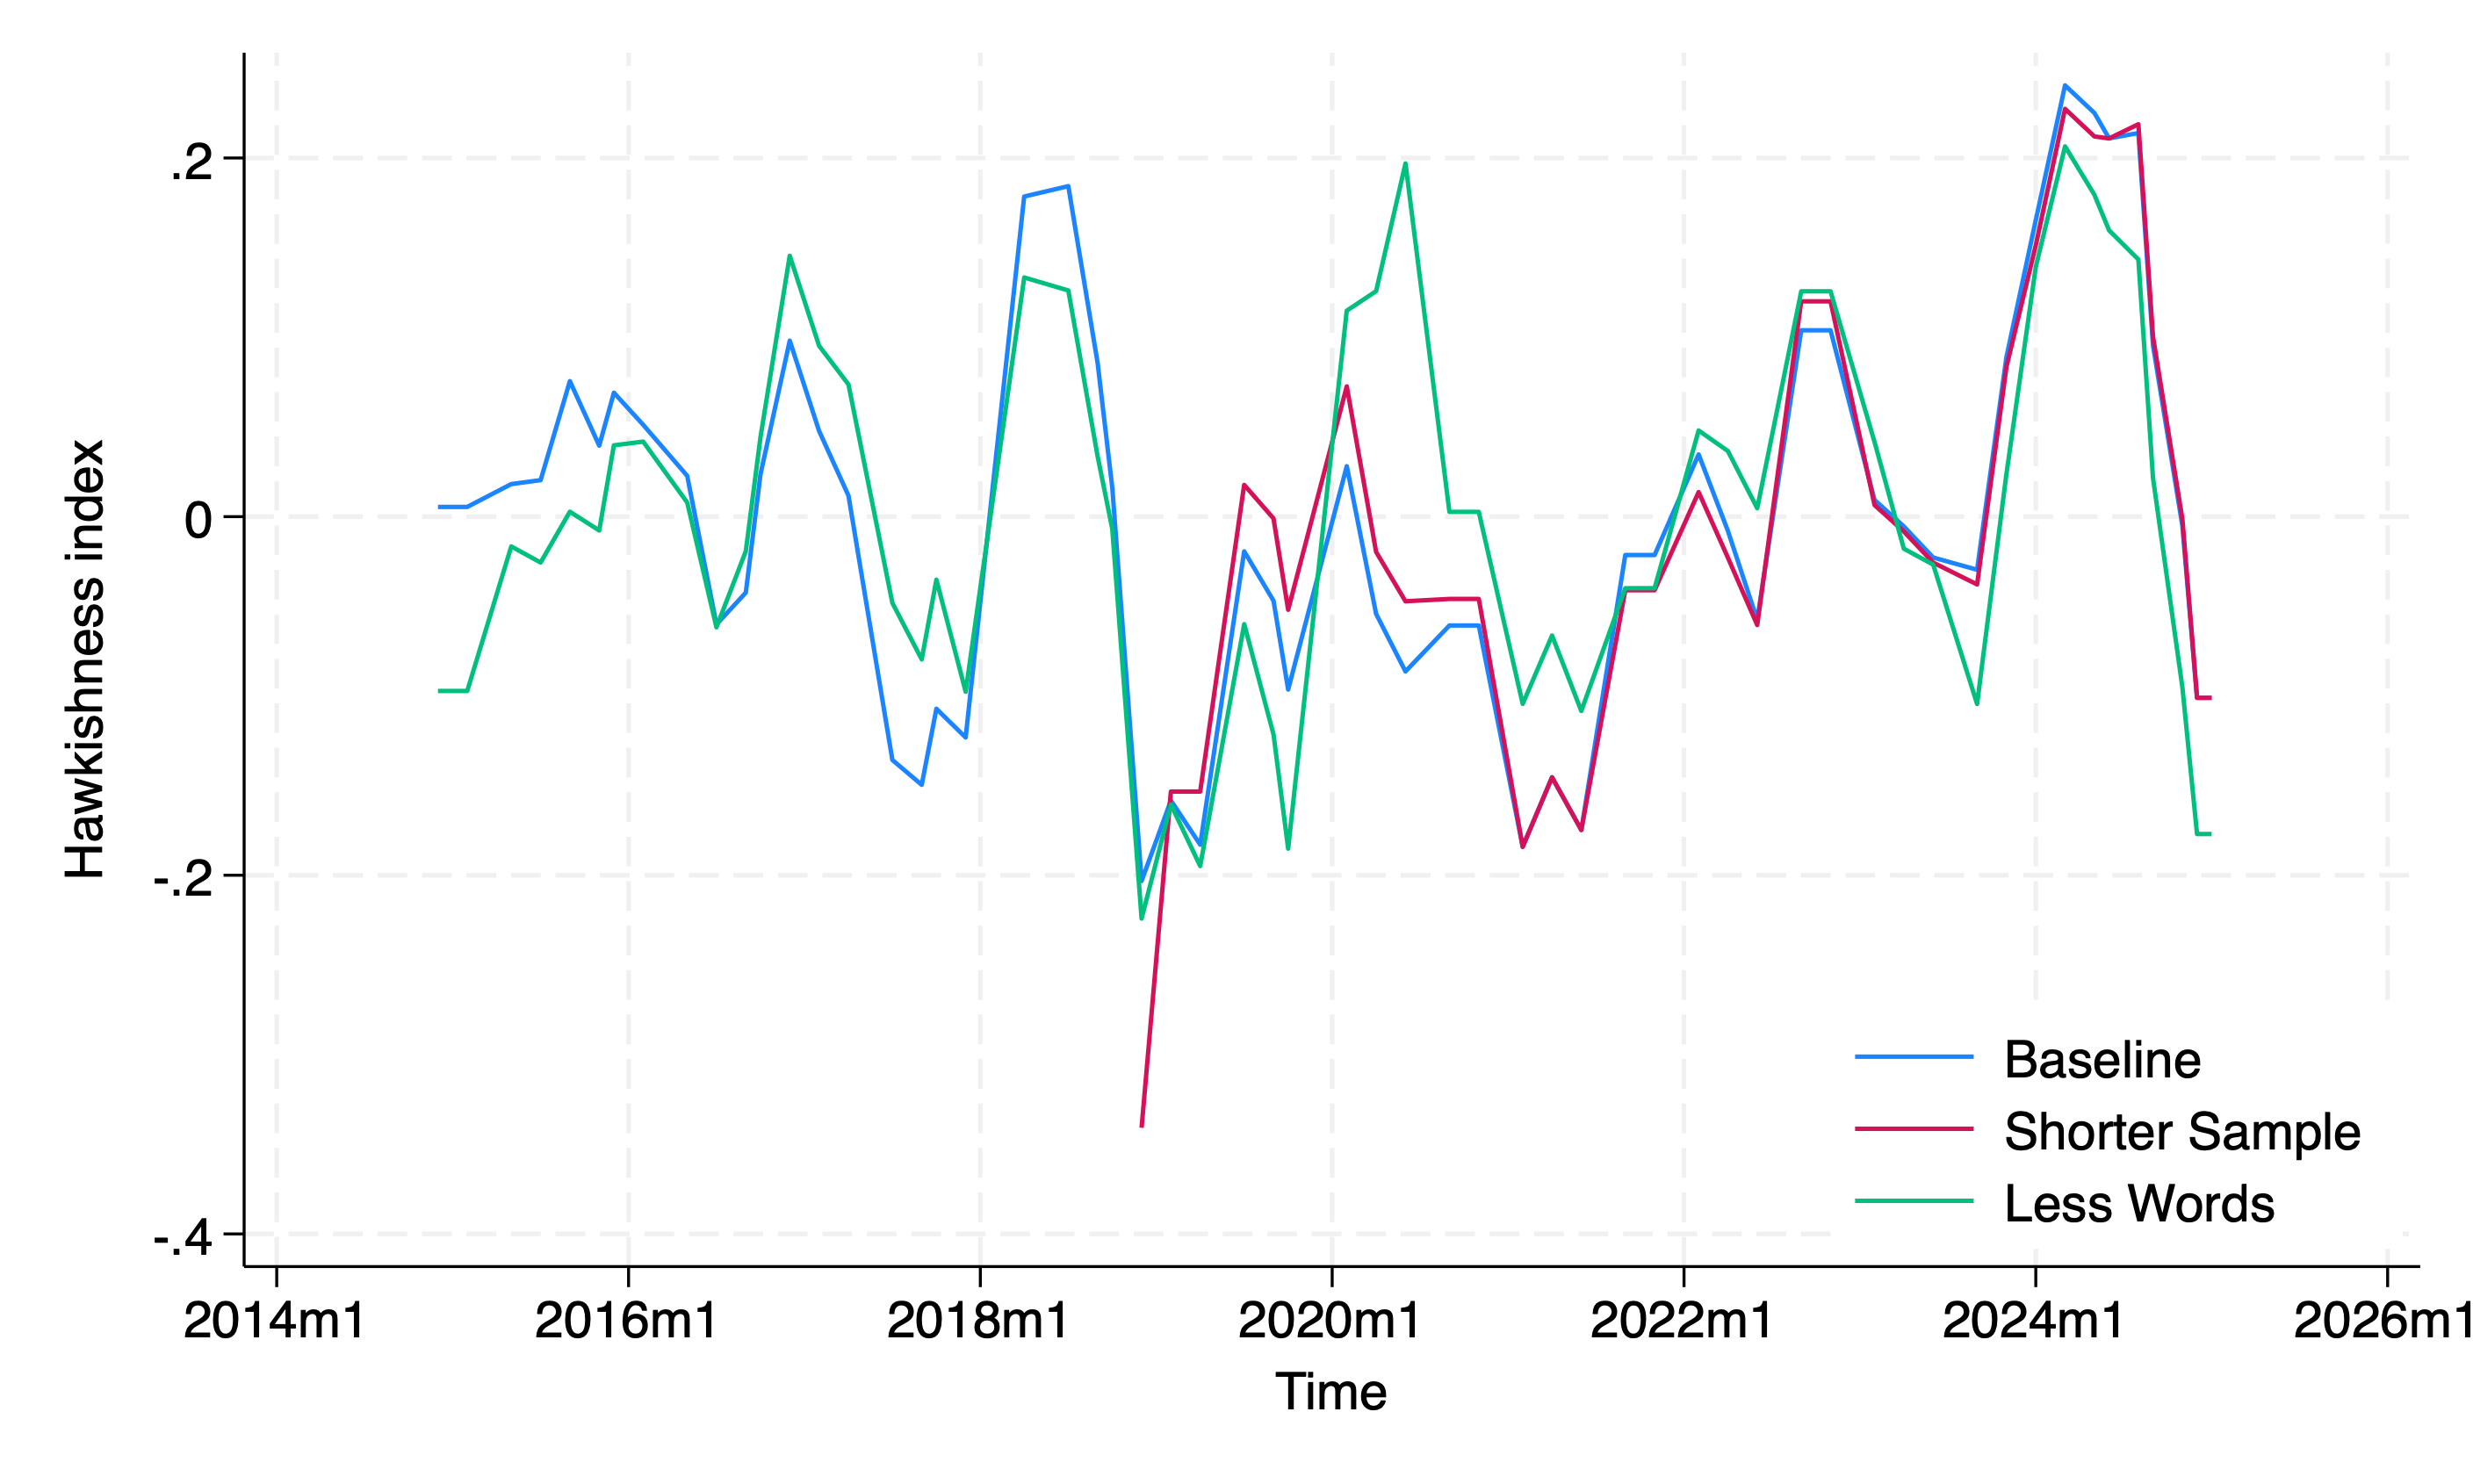 Hawkishness index
.2
0
-.2
-.4
2014m1 2016m1 2018m1 2020m1 2022m1 2024m1 2026m1
Time
Baseline
Shorter Sample
Less Words